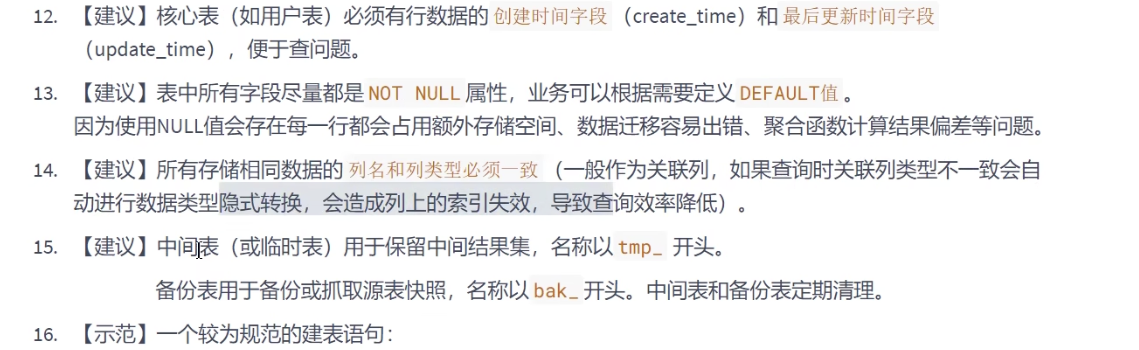 12. 【建议】核心表（如用户表）必须有行数据的 创建时间字段 （create_time）和 最后更新时间字段
（update_time），便于查问题。
13. 【建议】表中所有字段尽量都是 NOT NULL 属性，业务可以根据需要定义 DEFAULT值 。
因为使用NULL值会存在每一行都会占用额外存储空间、数据迁移容易出错、聚合函数计算结果偏差等问题。
14. 【建议】所有存储相同数据的 列名和列类型必须一致 （一般作为关联列，如果查询时关联列类型不一致会自
动进行数据类型隐式转换，会造成列上的索引失效，导致查询效率降低）。
15. 【建议】中间表（或临时表）用于保留中间结果集，名称以 tmp_ 开头。
备份表用于备份或抓取源表快照，名称以 bak_ 开头。中间表和备份表定期清理。
16. 【示范】一个较为规范的建表语句：